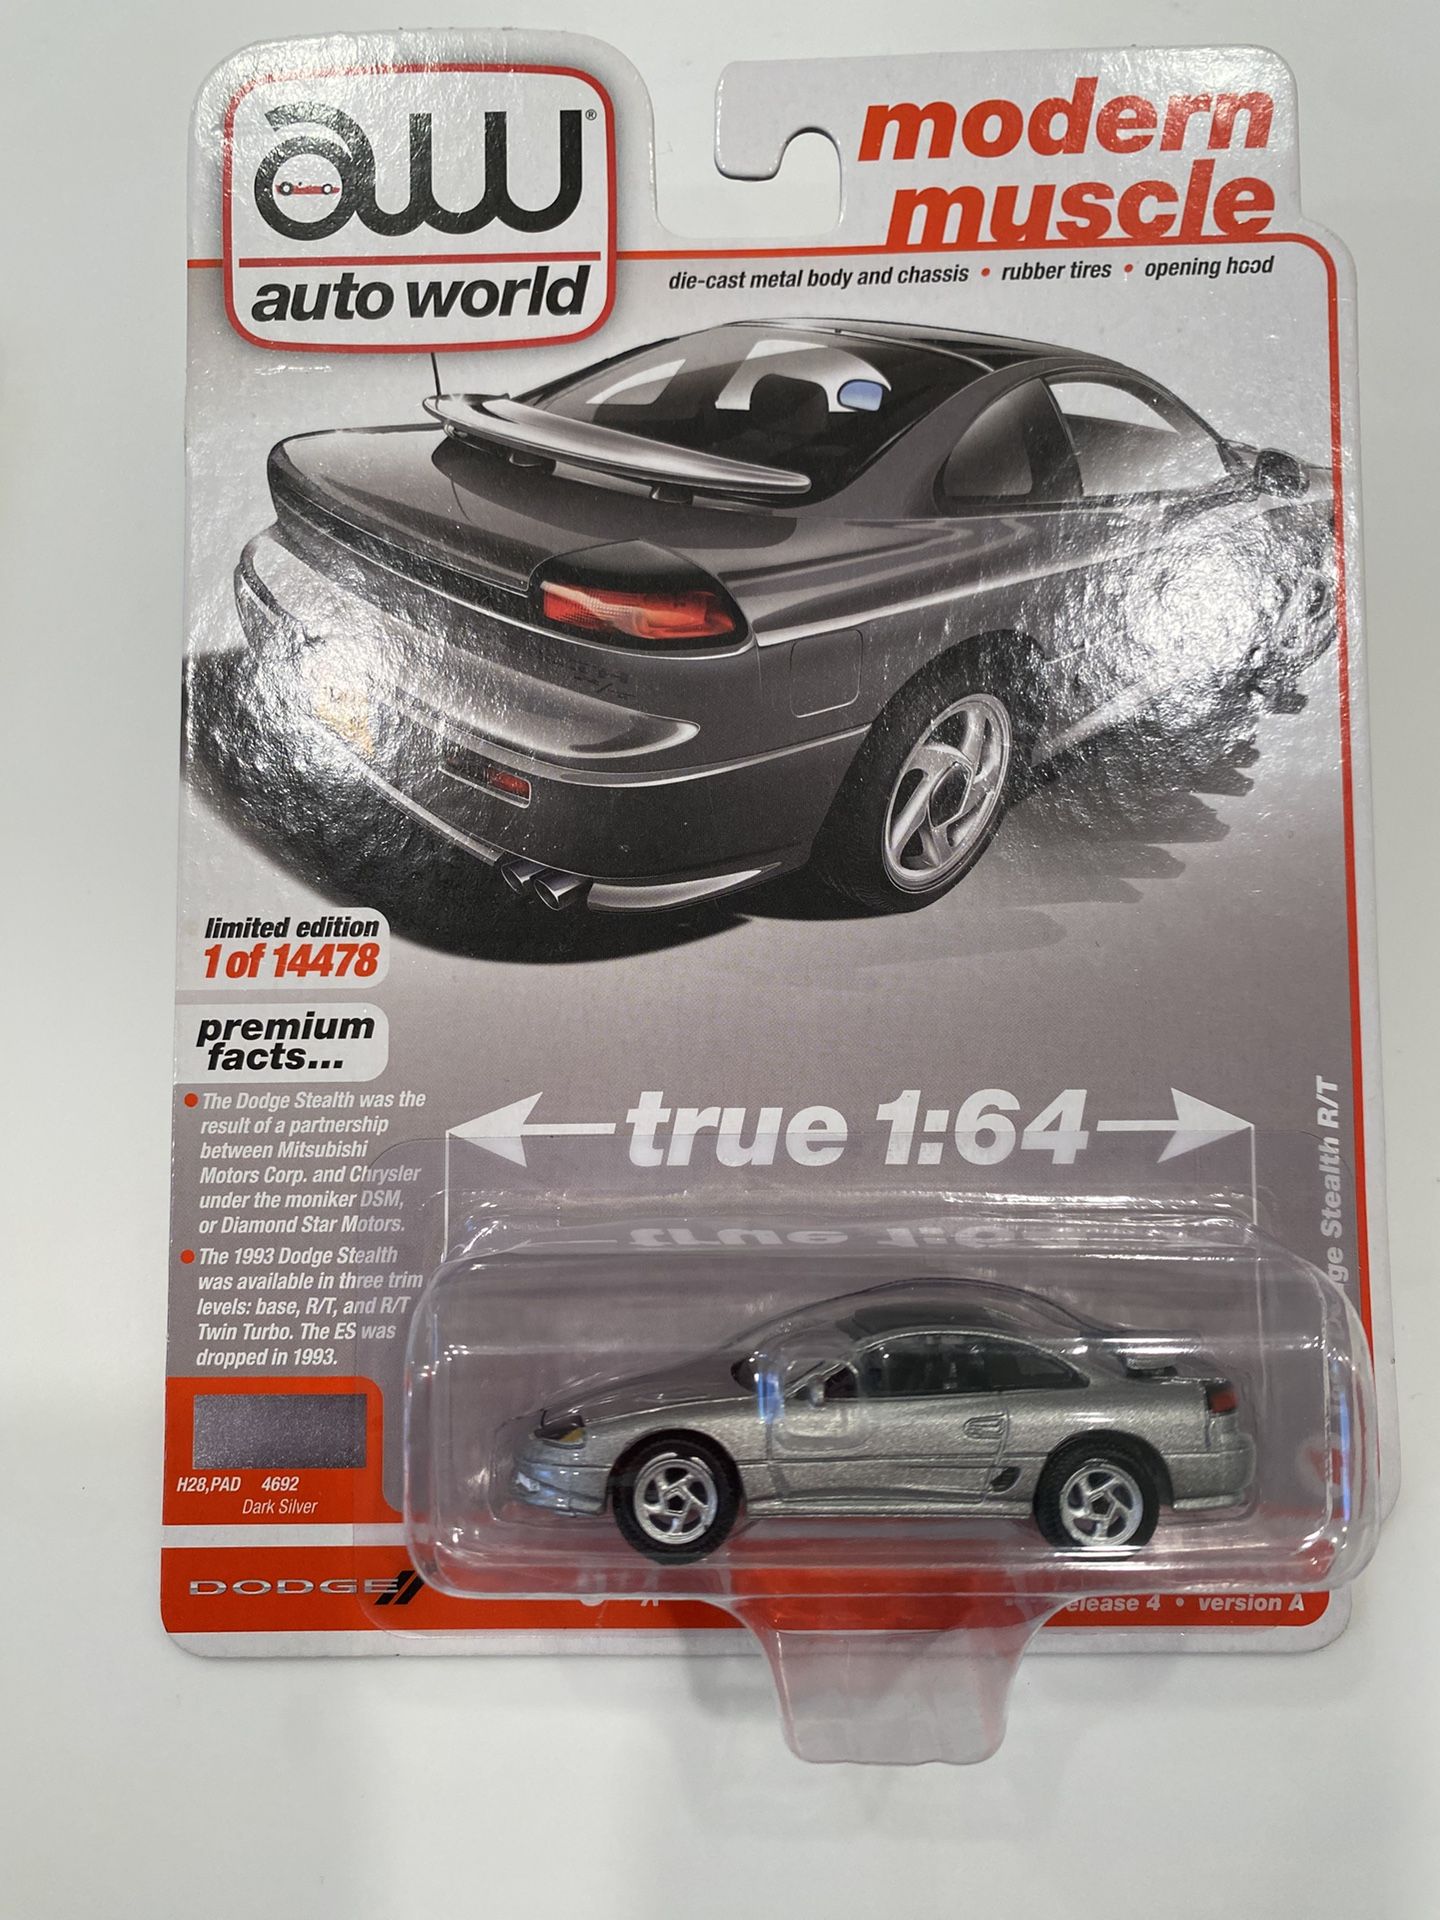 aw®
auto world
modern
muscle
die-cast metal body and chassis • rubber tires • opening hood
limited edition
1 of 14478
premium
facts...
• The Dodge Stealth was the
result of a partnership
between Mitsubishi
Motors Corp. and Chrysler
under the moniker DSM,
or Diamond Star Motors.
• The 1993 Dodge Stealth
was available in three trim
levels: base, R/T, and R/T
Twin Turbo. The ES was
dropped in 1993.
true 1:64
Stealth R/T
H28,PAD 4692
Dark Silver
DODGE
4 • version A